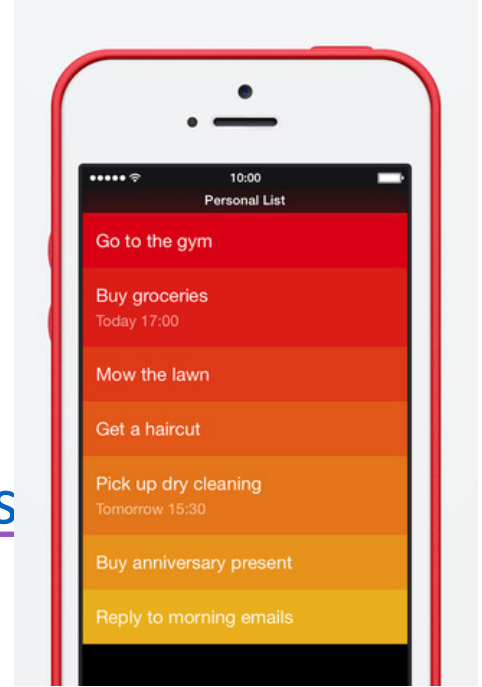 10:00
Personal List
Go to the gym
Buy groceries
Today 17:00
Mow the lawn
Get a haircut
Pick up dry cleaning
Tomorrow 15:30
Buy anniversary present
Reply to morning emails
s